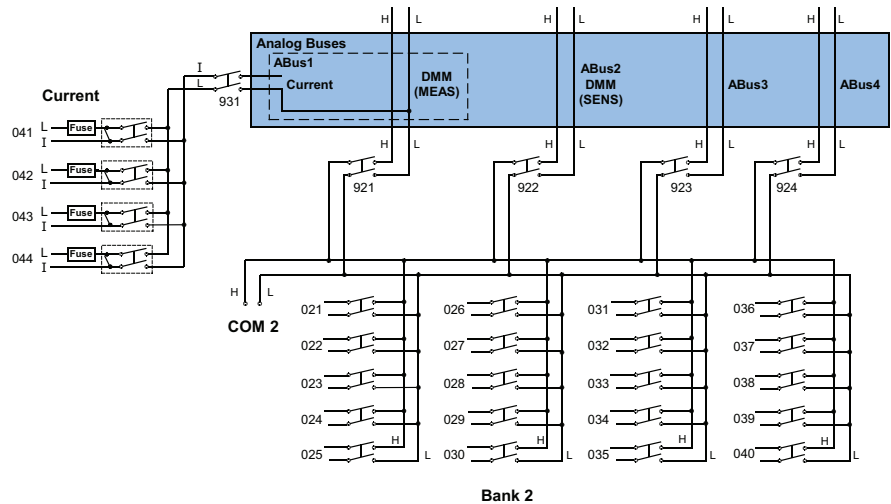 H L H L H L H L
Analog Buses
ABus1
Current
DMM
(MEAS)
ABus2
DMM
(SENS)
ABus3
ABus4
I
L
931
Current
041 L Fuse
I
042 L Fuse
I
043 L Fuse
I
044 L Fuse
I
H L H L H L H L
921 922 923 924
H L
COM 2
021 026 031 036
022 027 032 037
023 028 033 038
024 029 034 039
H H H H
025 L 030 L 035 L 040 L
Bank 2